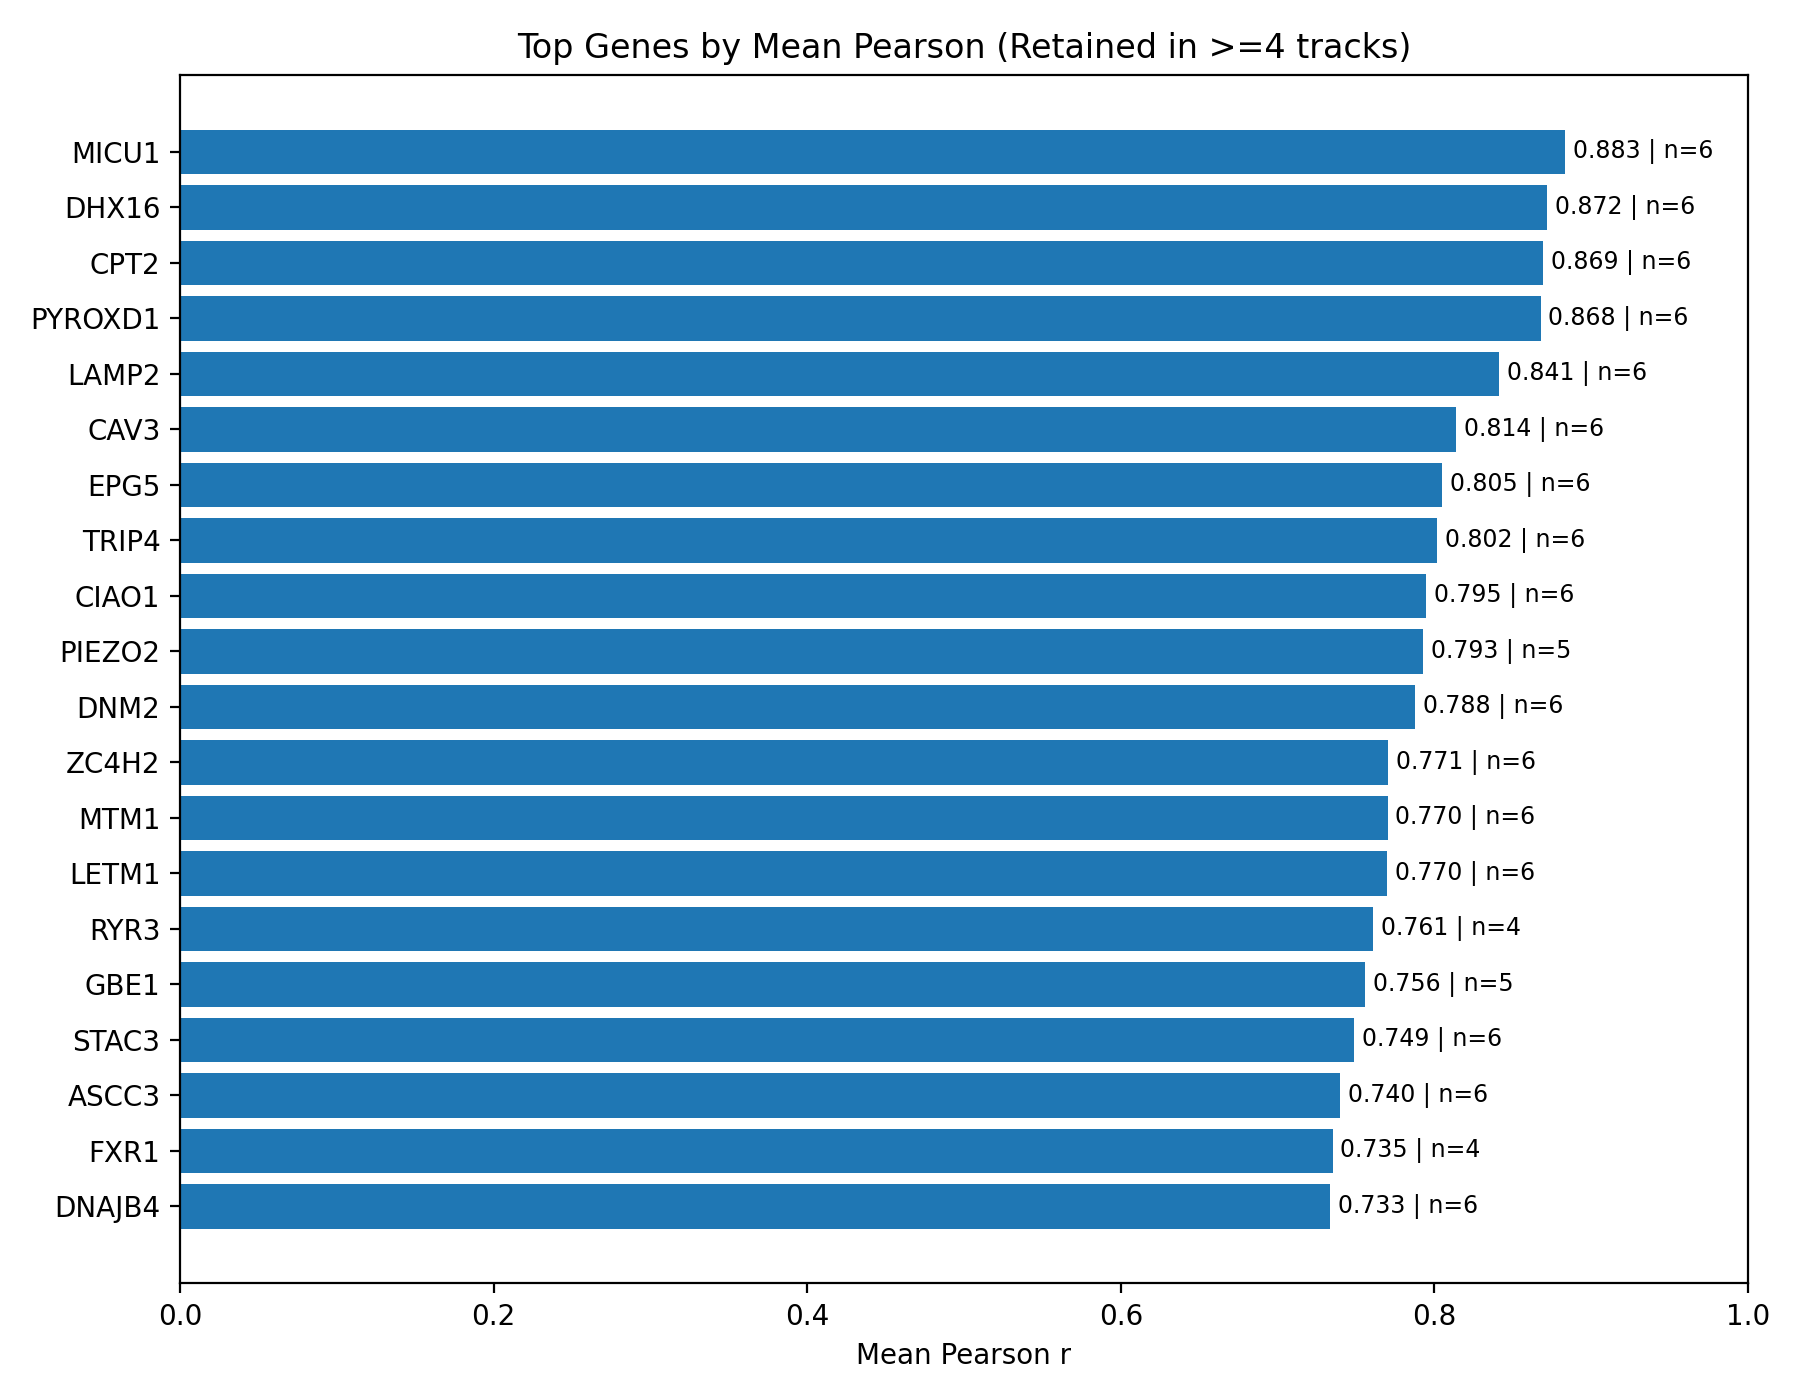 Top Genes by Mean Pearson (Retained in >=4 tracks)
MICU1 0.883 | n=6
DHX16 0.872 | n=6
CPT2 0.869 | n=6
PYROXD1 0.868 | n=6
LAMP2 0.841 | n=6
CAV3 0.814 | n=6
EPG5 0.805 | n=6
TRIP4 0.802 | n=6
CIAO1 0.795 | n=6
PIEZO2 0.793 | n=5
DNM2 0.788 | n=6
ZC4H2 0.771 | n=6
MTM1 0.770 | n=6
LETM1 0.770 | n=6
RYR3 0.761 | n=4
GBE1 0.756 | n=5
STAC3 0.749 | n=6
ASCC3 0.740 | n=6
FXR1 0.735 | n=4
DNAJB4 0.733 | n=6
0.0 0.2 0.4 0.6 0.8 1.0
Mean Pearson r